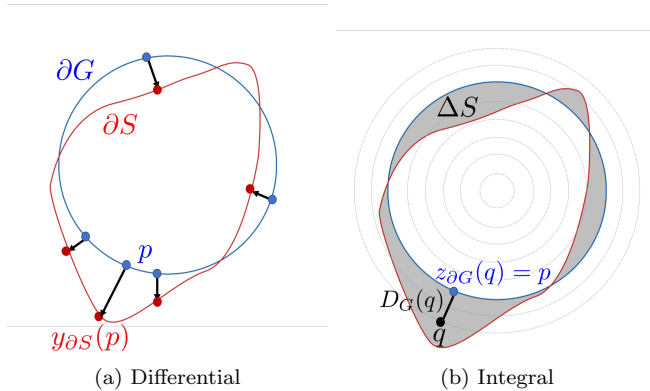 ∂G
∂S
p
y∂S(p)
(a) Differential
ΔS
z∂G(q) = p
DG(q)
q
(b) Integral